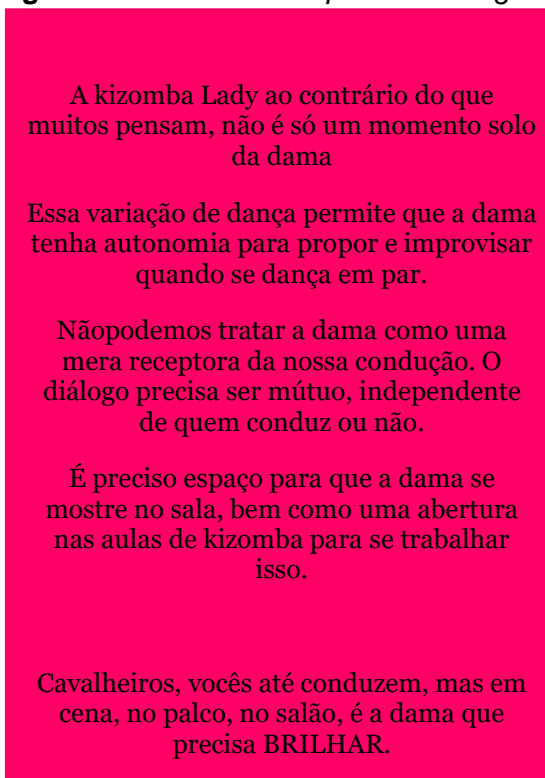 A kizomba Lady ao contrário do que
muitos pensam, não é só um momento solo
da dama
Essa variação de dança permite que a dama
tenha autonomia para propor e improvisar
quando se dança em par.
Nãopodemos tratar a dama como uma
mera receptora da nossa condução. O
diálogo precisa ser mútuo, independente
de quem conduz ou não.
É preciso espaço para que a dama se
mostre no sala, bem como uma abertura
nas aulas de kizomba para se trabalhar
isso.
Cavalheiros, vocês até conduzem, mas em
cena, no palco, no salão, é a dama que
precisa BRILHAR.